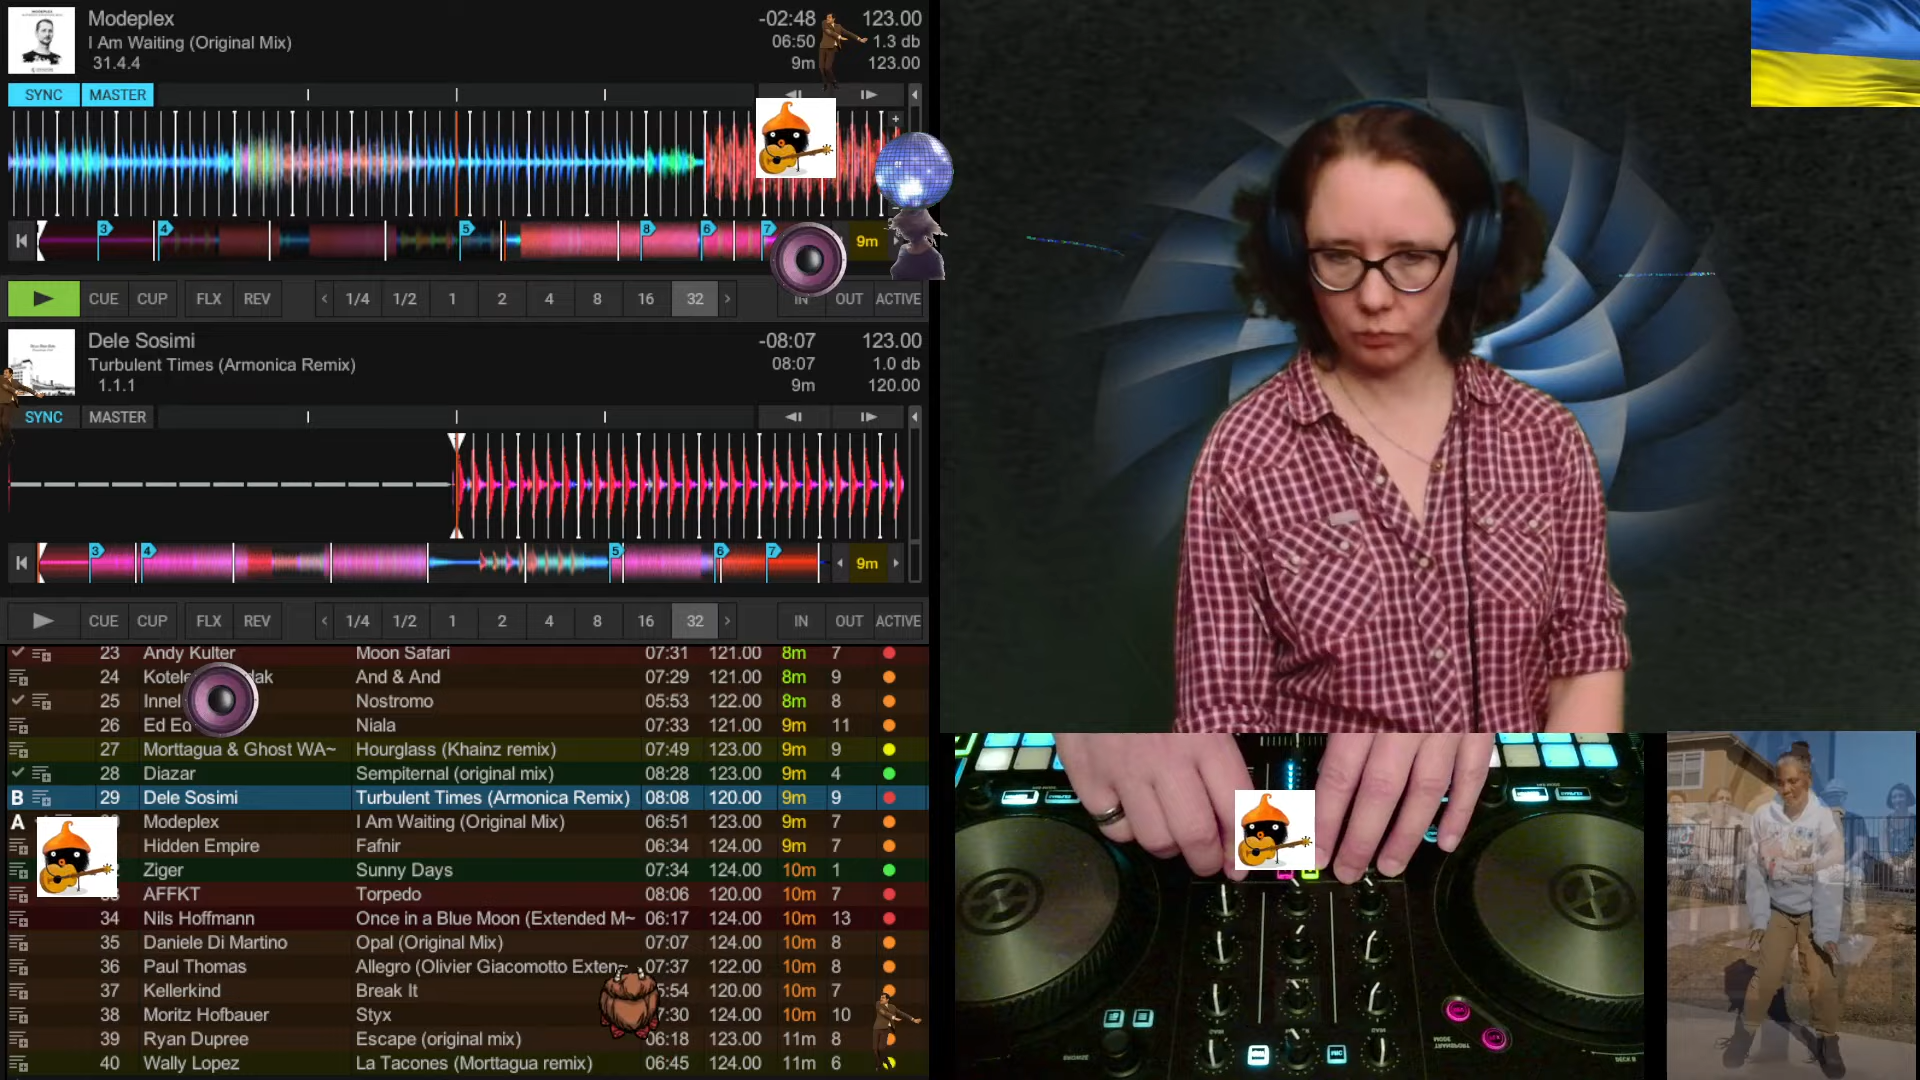 Modeplex
I Am Waiting (Original Mix)
31.4.4
-02:48 123.00
06:50 1.3 db
9m 123.00
SYNC MASTER
3 4 5 8 6 7 9m
CUE CUP FLX REV 1/4 1/2 1 2 4 8 16 32 IN OUT ACTIVE
Dele Sosimi
Turbulent Times (Armonica Remix)
1.1.1
-08:07 123.00
08:07 1.0 db
9m 120.00
SYNC MASTER
3 4 5 6 7 9m
CUE CUP FLX REV 1/4 1/2 1 2 4 8 16 32 IN OUT ACTIVE
23 Andy Kulter Moon Safari 07:31 121.00 8m 7
24 And & And 07:29 121.00 8m 9
25 Nostromo 05:53 122.00 8m 8
26 Niala 07:33 121.00 9m 11
27 Morttagua & Ghost WA~ Hourglass (Khainz remix) 07:49 123.00 9m 9
28 Diazar Sempiternal (original mix) 08:28 123.00 9m 4
B 29 Dele Sosimi Turbulent Times (Armonica Remix) 08:08 120.00 9m 9
A Modeplex I Am Waiting (Original Mix) 06:51 123.00 9m 7
Hidden Empire Fafnir 06:34 124.00 9m 7
Ziger Sunny Days 07:34 124.00 10m 1
AFFKT Torpedo 08:06 120.00 10m 7
34 Nils Hoffmann Once in a Blue Moon (Extended M~ 06:17 124.00 10m 13
35 Daniele Di Martino Opal (Original Mix) 07:07 124.00 10m 8
36 Paul Thomas Allegro (Olivier Giacomotto Exten~ 07:37 122.00 10m 8
37 Kellerkind Break It 120.00 10m 7
38 Moritz Hofbauer Styx 124.00 10m 10
39 Ryan Dupree Escape (original mix) 06:18 123.00 11m 8
40 Wally Lopez La Tacones (Morttagua remix) 06:45 124.00 11m 6